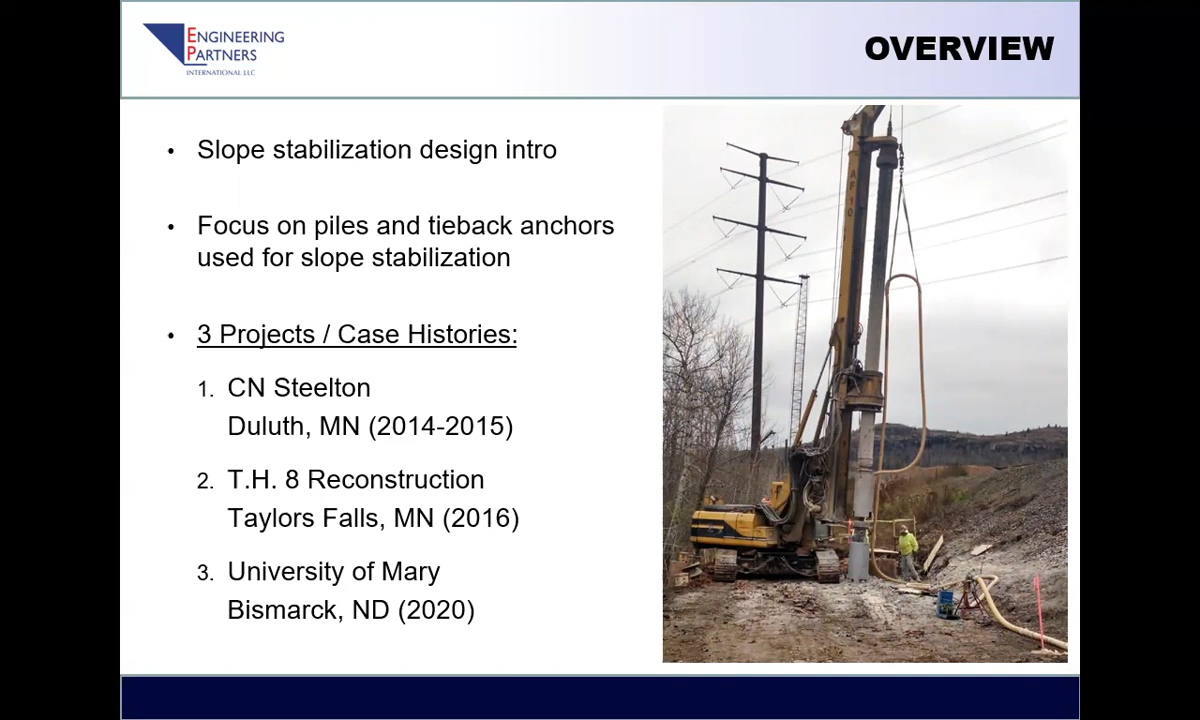 ENGINEERING
PARTNERS
INTERNATIONAL LLC
OVERVIEW
• Slope stabilization design intro
• Focus on piles and tieback anchors
used for slope stabilization
• 3 Projects / Case Histories:
1. CN Steelton
Duluth, MN (2014-2015)
2. T.H. 8 Reconstruction
Taylors Falls, MN (2016)
3. University of Mary
Bismarck, ND (2020)